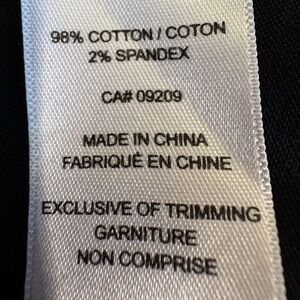 98% COTTON / COTON
2% SPANDEX
CA# 09209
MADE IN CHINA
FABRIQUÉ EN CHINE
EXCLUSIVE OF TRIMMING
GARNITURE
NON COMPRISE